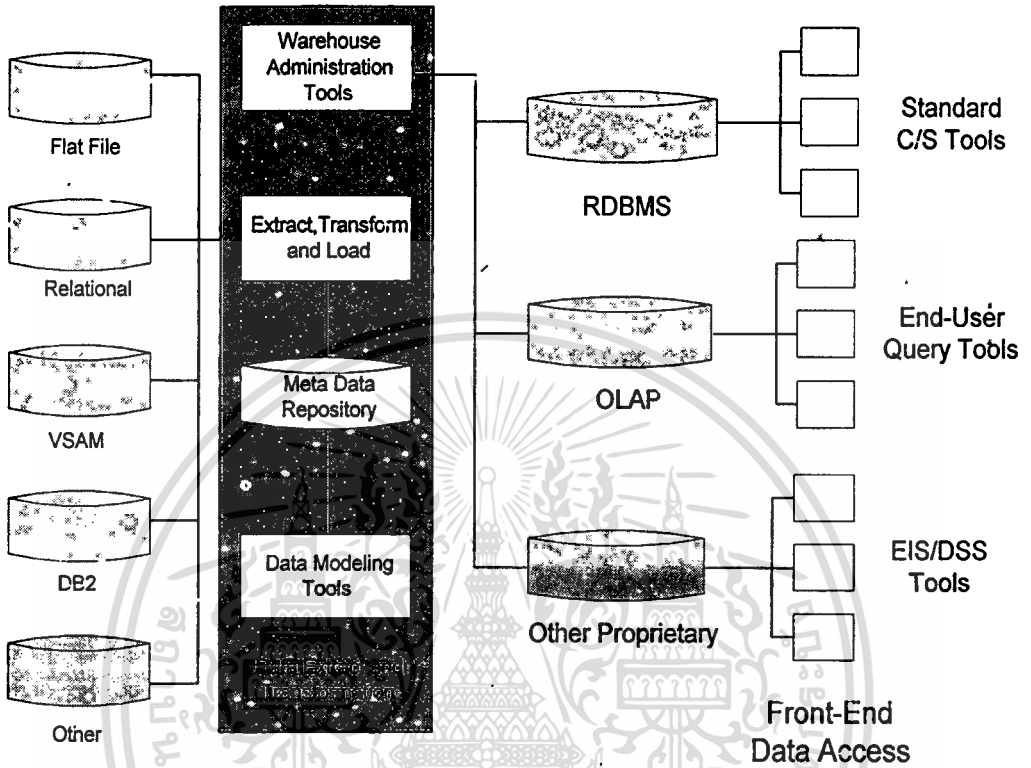 Flat File
Relational
VSAM
DB2
Other
Warehouse
Administration
Tools
Extract,Transform
and Load
Meta Data
Repository
Data Modeling
Tools
RDBMS
OLAP
Other Proprietary
Standard
C/S Tools
End-User
Query Tools
EIS/DSS
Tools
Front-End
Data Access